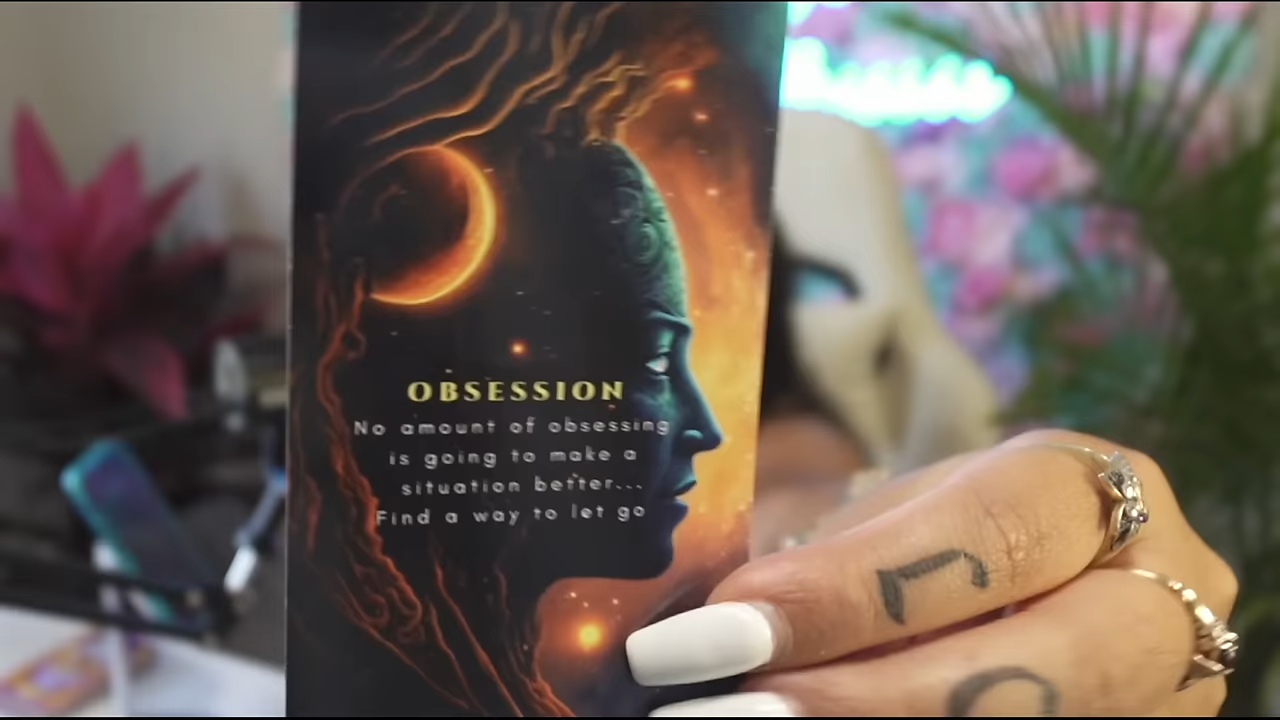 OBSESSION
No amount of obsessing
is going to make a
situation better...
Find a way to let go